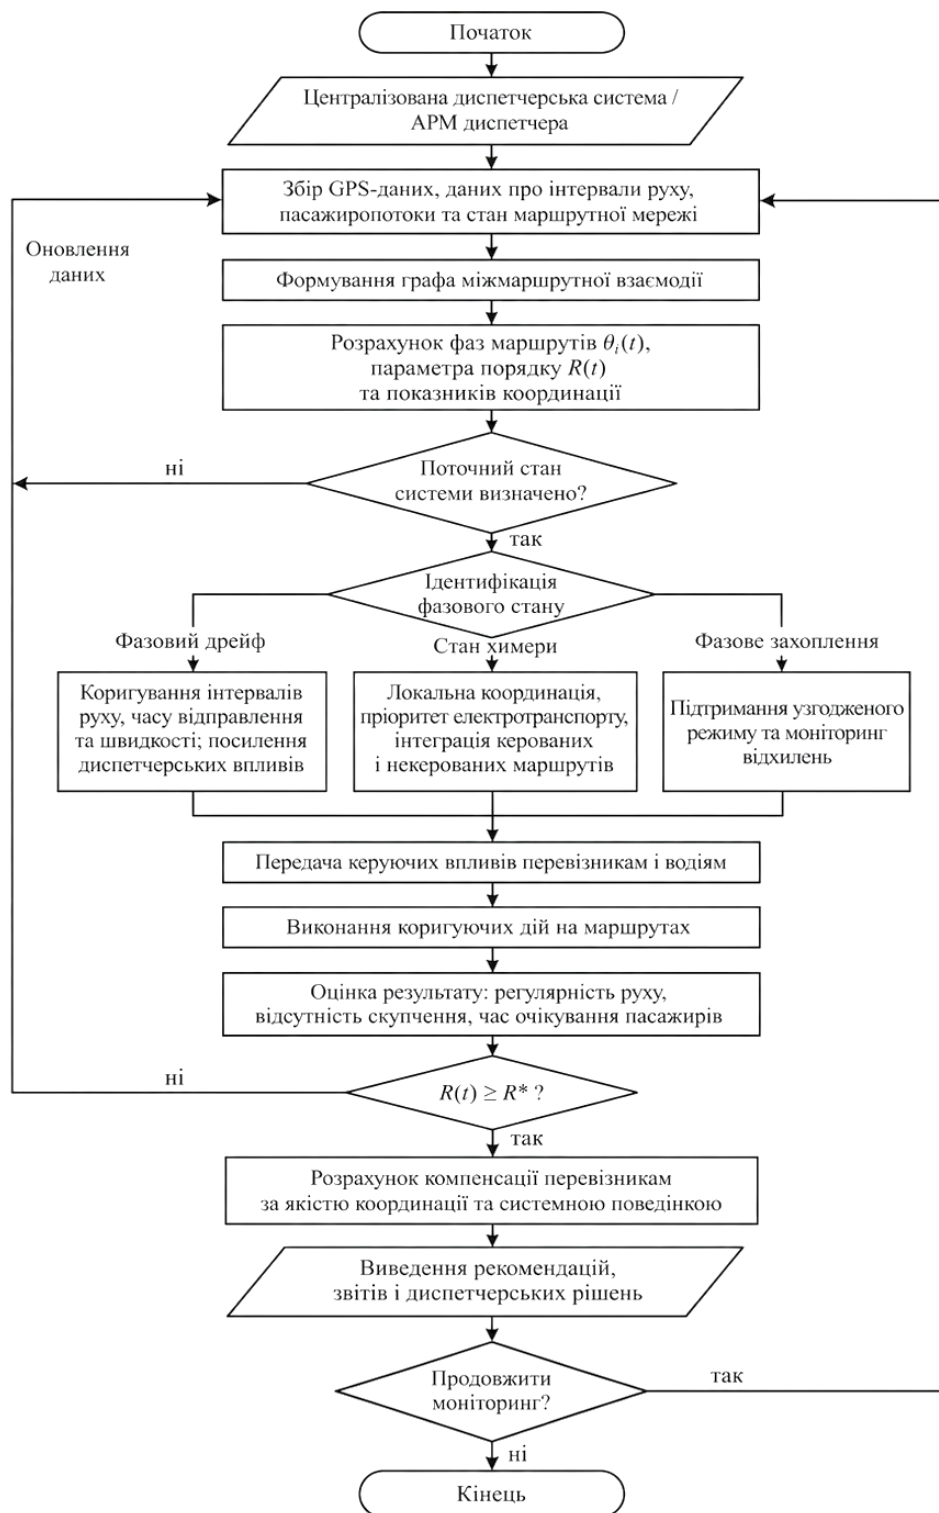 Початок
Централізована диспетчерська система /
АРМ диспетчера
Збір GPS-даних, даних про інтервали руху,
пасажиропотоки та стан маршрутної мережі
Оновлення
даних
Формування графа міжмаршрутної взаємодії
Розрахунок фаз маршрутів θᵢ(t),
параметра порядку R(t)
та показників координації
ні
Поточний стан
системи визначено?
так
Ідентифікація
фазового стану
Фазовий дрейф
Стан химери
Фазове захоплення
Коригування інтервалів
руху, часу відправлення
та швидкості; посилення
диспетчерських впливів
Локальна координація,
пріоритет електротранспорту,
інтеграція керованих
і некерованих маршрутів
Підтримання узгодженого
режиму та моніторинг
відхилень
Передача керуючих впливів перевізникам і водіям
Виконання коригуючих дій на маршрутах
Оцінка результату: регулярність руху,
відсутність скупчення, час очікування пасажирів
ні
R(t) ≥ R* ?
так
Розрахунок компенсації перевізникам
за якістю координації та системною поведінкою
Виведення рекомендацій,
звітів і диспетчерських рішень
Продовжити
моніторинг?
так
ні
Кінець